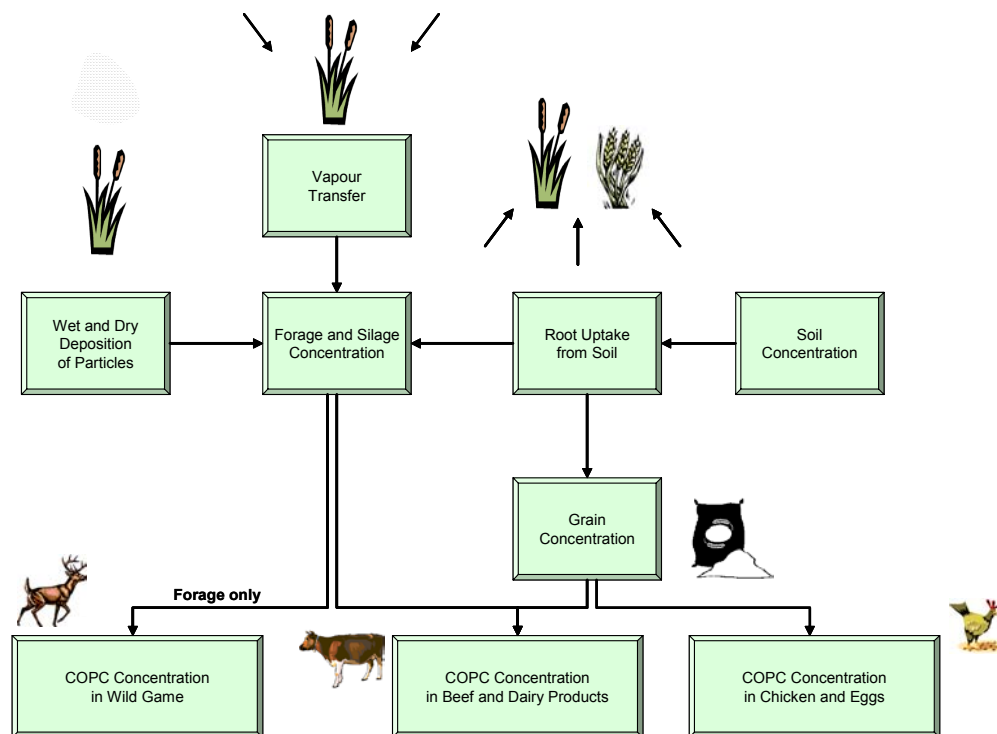 Vapour
Transfer
Wet and Dry
Deposition
of Particles
Forage and Silage
Concentration
Root Uptake
from Soil
Soil
Concentration
Grain
Concentration
Forage only
COPC Concentration
in Wild Game
COPC Concentration
in Beef and Dairy Products
COPC Concentration
in Chicken and Eggs